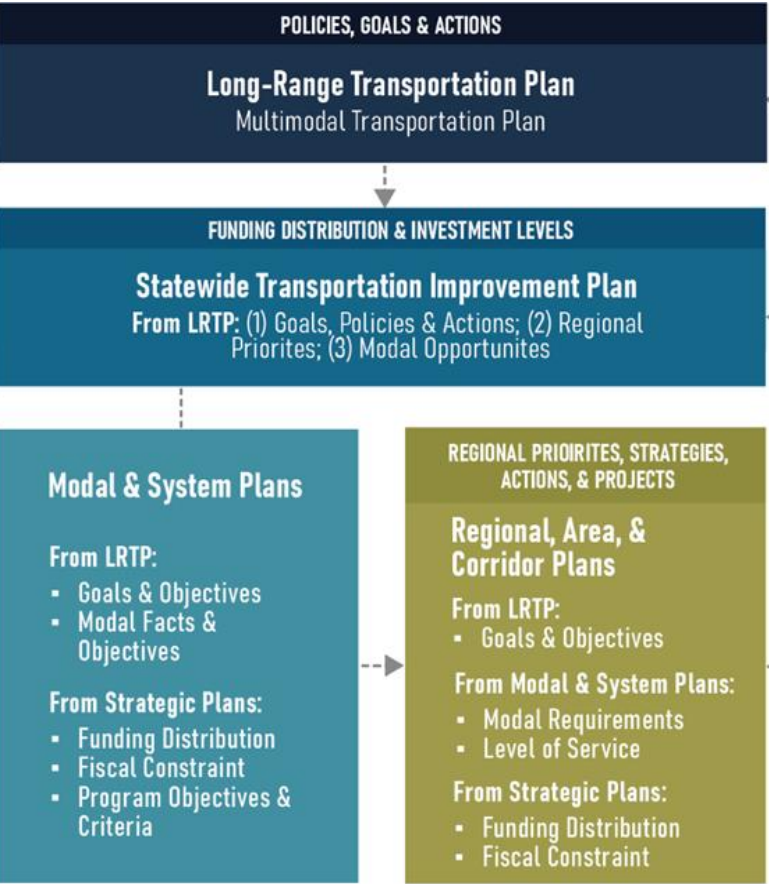 POLICIES, GOALS & ACTIONS
Long-Range Transportation Plan
Multimodal Transportation Plan
FUNDING DISTRIBUTION & INVESTMENT LEVELS
Statewide Transportation Improvement Plan
From LRTP: (1) Goals, Policies & Actions; (2) Regional
Priorites; (3) Modal Opportunites
Modal & System Plans
From LRTP:
▪ Goals & Objectives
▪ Modal Facts &
Objectives
From Strategic Plans:
▪ Funding Distribution
▪ Fiscal Constraint
▪ Program Objectives &
Criteria
REGIONAL PRIOIRITES, STRATEGIES,
ACTIONS, & PROJECTS
Regional, Area, &
Corridor Plans
From LRTP:
▪ Goals & Objectives
From Modal & System Plans:
▪ Modal Requirements
▪ Level of Service
From Strategic Plans:
▪ Funding Distribution
▪ Fiscal Constraint